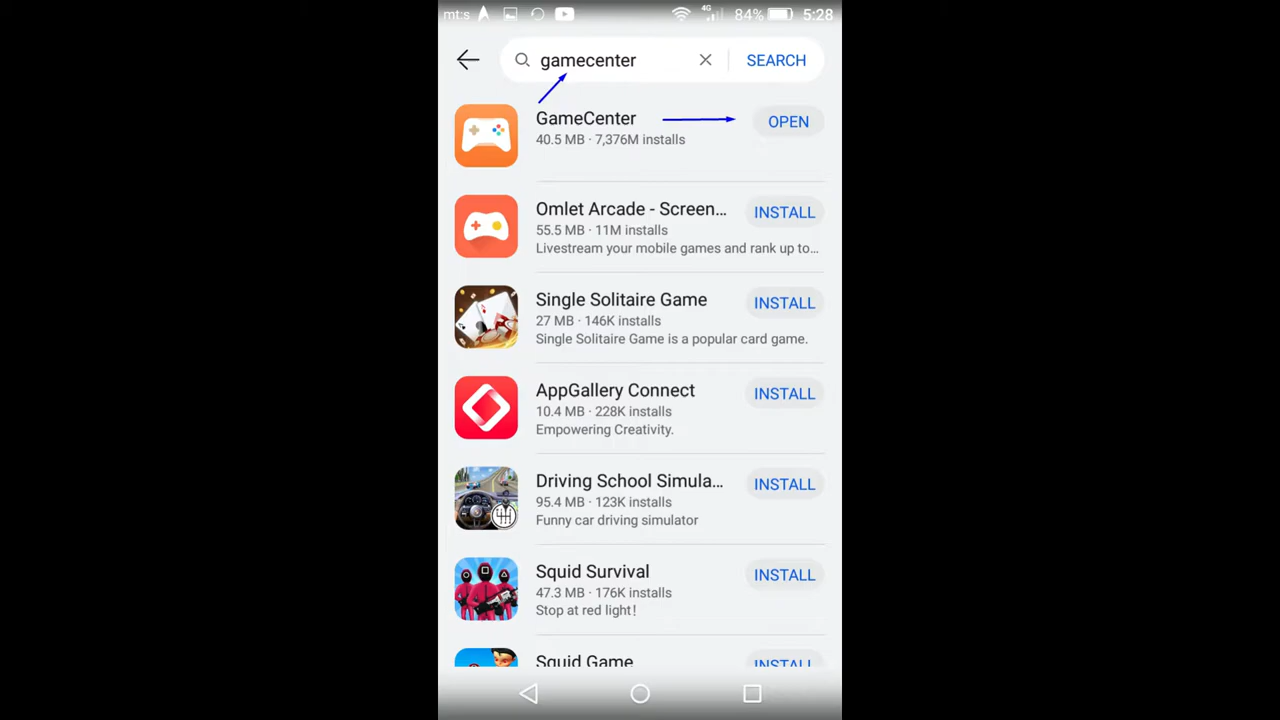 mt:s 4G 84% 5:28
gamecenter SEARCH
GameCenter OPEN
40.5 MB · 7,376M installs
Omlet Arcade - Screen... INSTALL
55.5 MB · 11M installs
Livestream your mobile games and rank up to...
Single Solitaire Game INSTALL
27 MB · 146K installs
Single Solitaire Game is a popular card game.
AppGallery Connect INSTALL
10.4 MB · 228K installs
Empowering Creativity.
Driving School Simula... INSTALL
95.4 MB · 123K installs
Funny car driving simulator
Squid Survival INSTALL
47.3 MB · 176K installs
Stop at red light!
Squid Game INSTALL